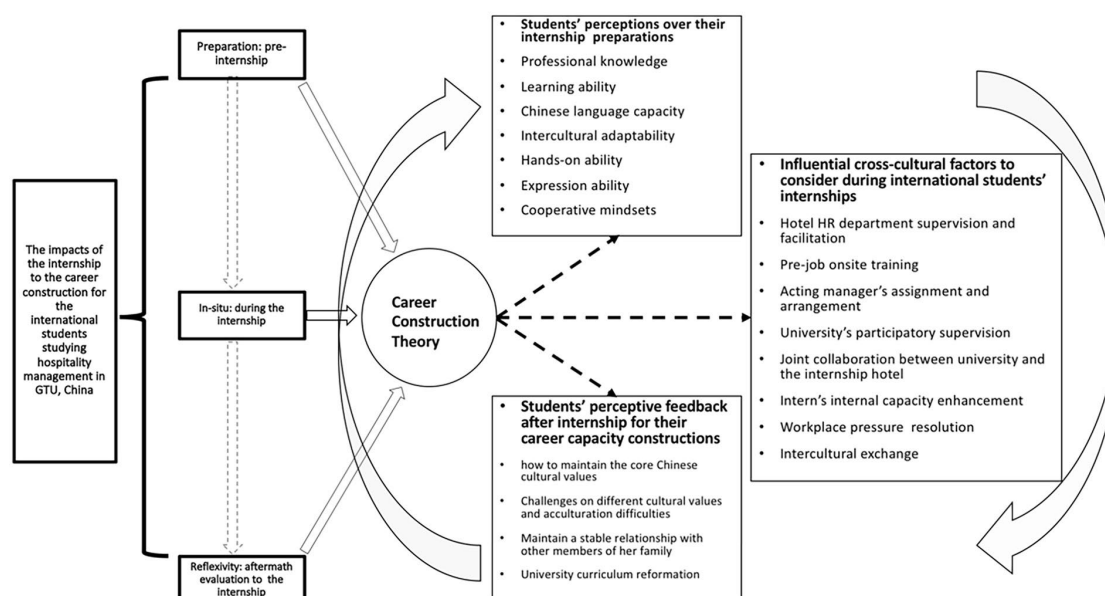 The impacts of
the internship
to the career
construction for
the
international
students
studying
hospitality
management in
GTU, China
Preparation: pre-
internship
In-situ: during the
internship
Reflexivity: aftermath
evaluation to the
internship
Career
Construction
Theory
• Students' perceptions over their
internship preparations
• Professional knowledge
• Learning ability
• Chinese language capacity
• Intercultural adaptability
• Hands-on ability
• Expression ability
• Cooperative mindsets
• Students' perceptive feedback
after internship for their
career capacity constructions
• how to maintain the core Chinese
cultural values
• Challenges on different cultural values
and acculturation difficulties
• Maintain a stable relationship with
other members of her family
• University curriculum reformation
• Influential cross-cultural factors to
consider during international students'
internships
• Hotel HR department supervision and
facilitation
• Pre-job onsite training
• Acting manager's assignment and
arrangement
• University's participatory supervision
• Joint collaboration between university and
the internship hotel
• Intern's internal capacity enhancement
• Workplace pressure resolution
• Intercultural exchange